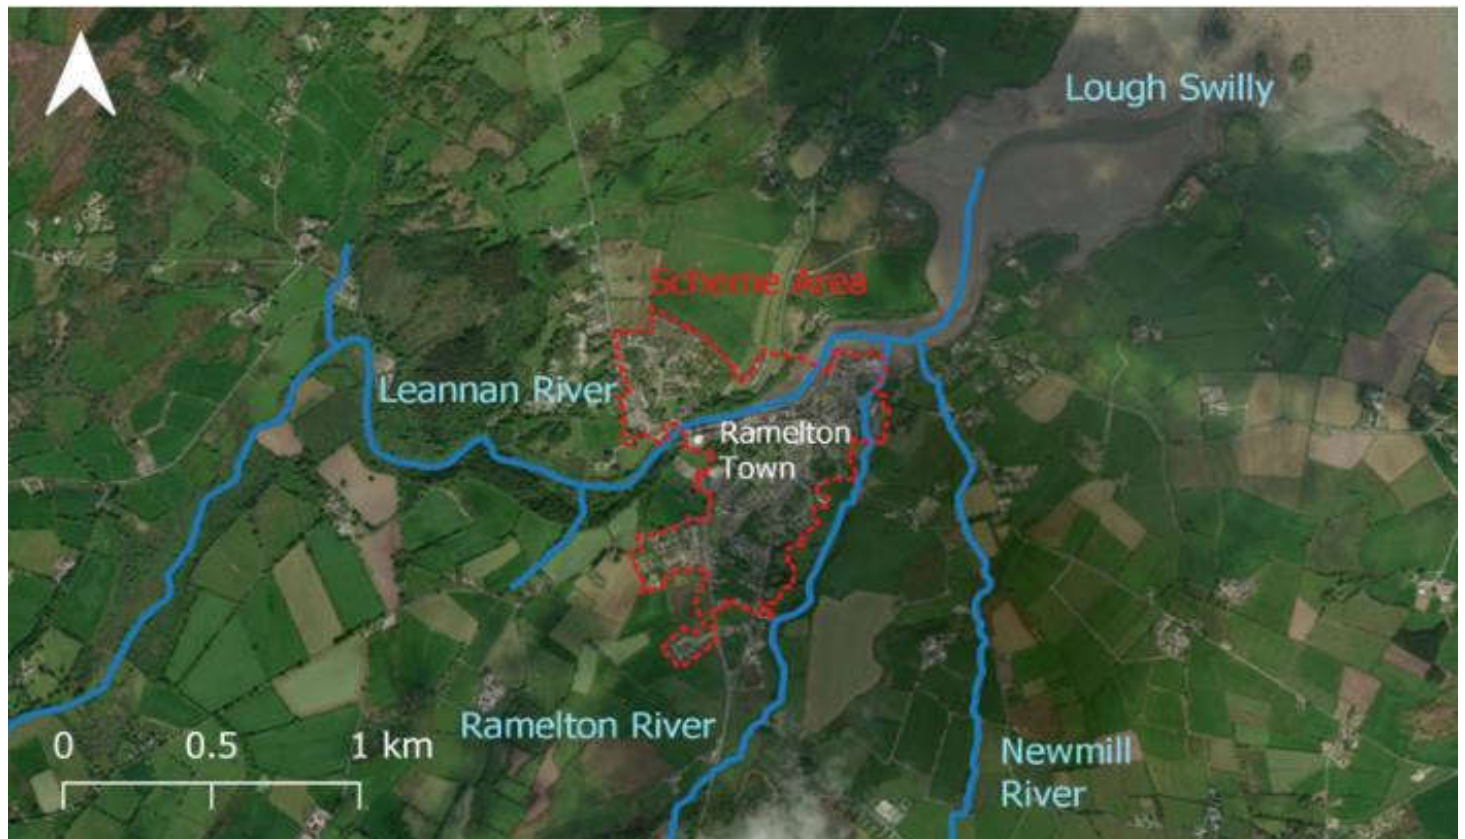 Lough Swilly
Scheme Area
Leannan River
Ramelton
Town
Ramelton River
Newmill
River
0 0.5 1 km